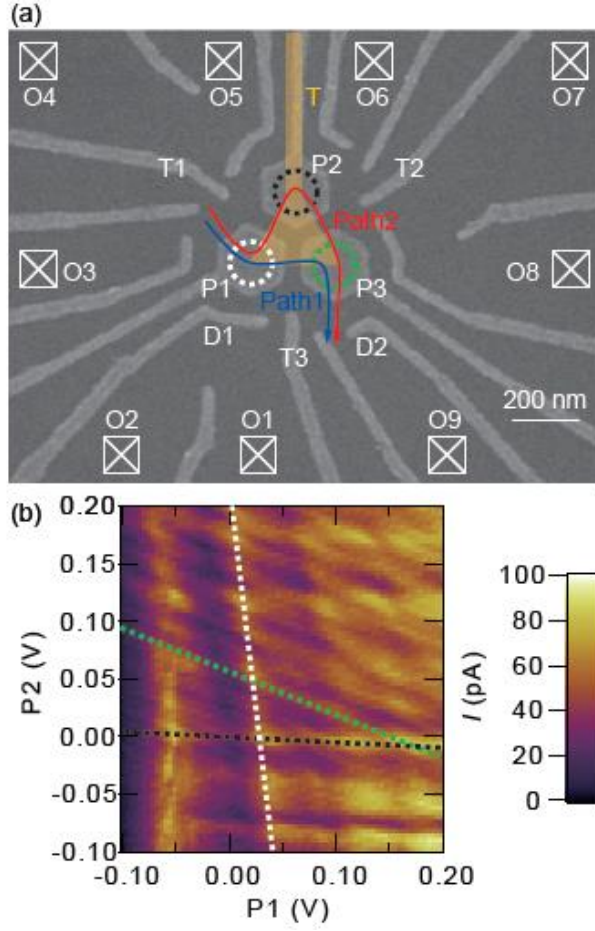 (a)
O4 O5 O6 O7
T
T1 P2 T2
Path2
O3 O8
P1 P3
Path1
D1 D2
T3
200 nm
O2 O1 O9
(b)
0.20
0.15
0.10
0.05
0.00
-0.05
-0.10
P2 (V)
-0.10 0.00 0.10 0.20
P1 (V)
100
80
60
40
20
0
I (pA)